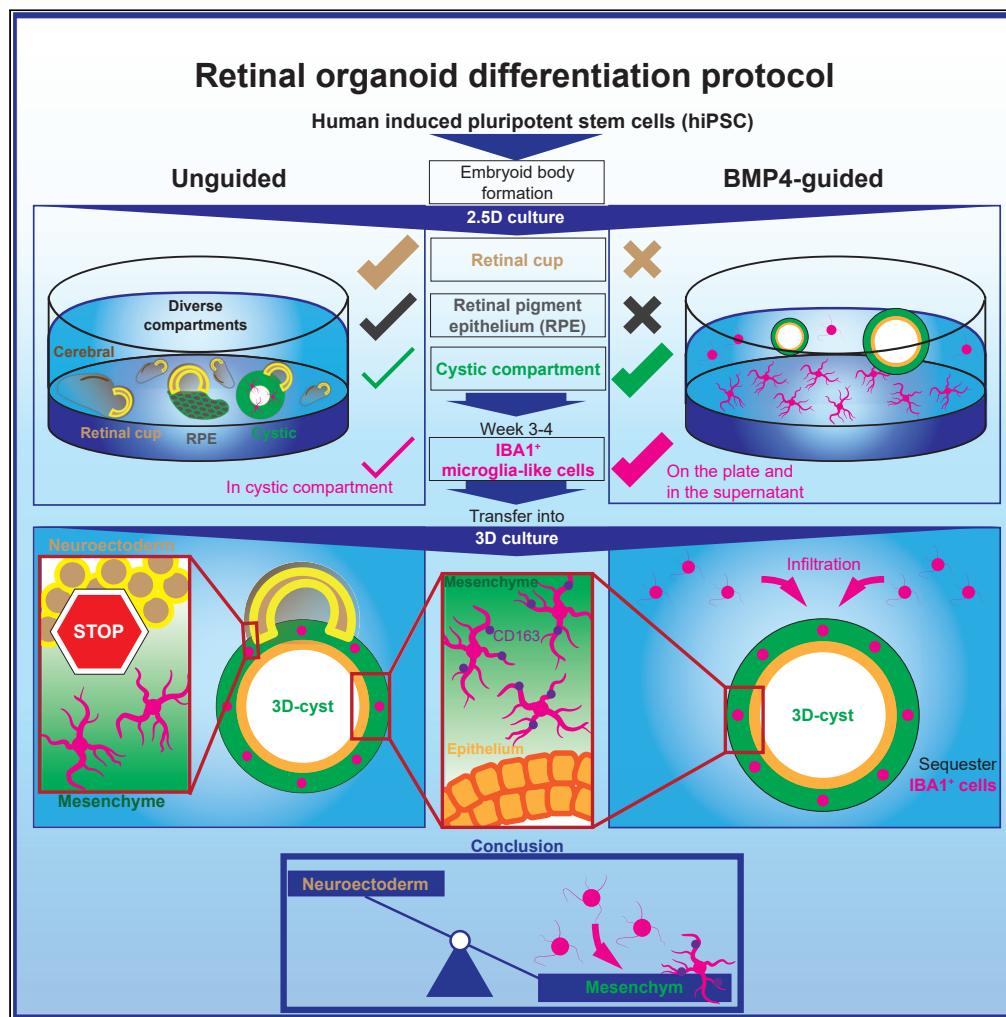 Retinal organoid differentiation protocol
Human induced pluripotent stem cells (hiPSC)
Unguided
Embryoid body
formation
BMP4-guided
2.5D culture
Retinal cup
Retinal pigment
epithelium (RPE)
Cystic compartment
Diverse
compartments
Cerebral
Retinal cup
RPE
Cystic
Week 3-4
IBA1⁺
microglia-like cells
In cystic compartment
On the plate and
in the supernatant
Transfer into
3D culture
Neuroectoderm
STOP
Mesenchyme
3D-cyst
Mesenchyme
CD163
Epithelium
Infiltration
3D-cyst
Sequester
IBA1⁺ cells
Conclusion
Neuroectoderm
Mesenchym